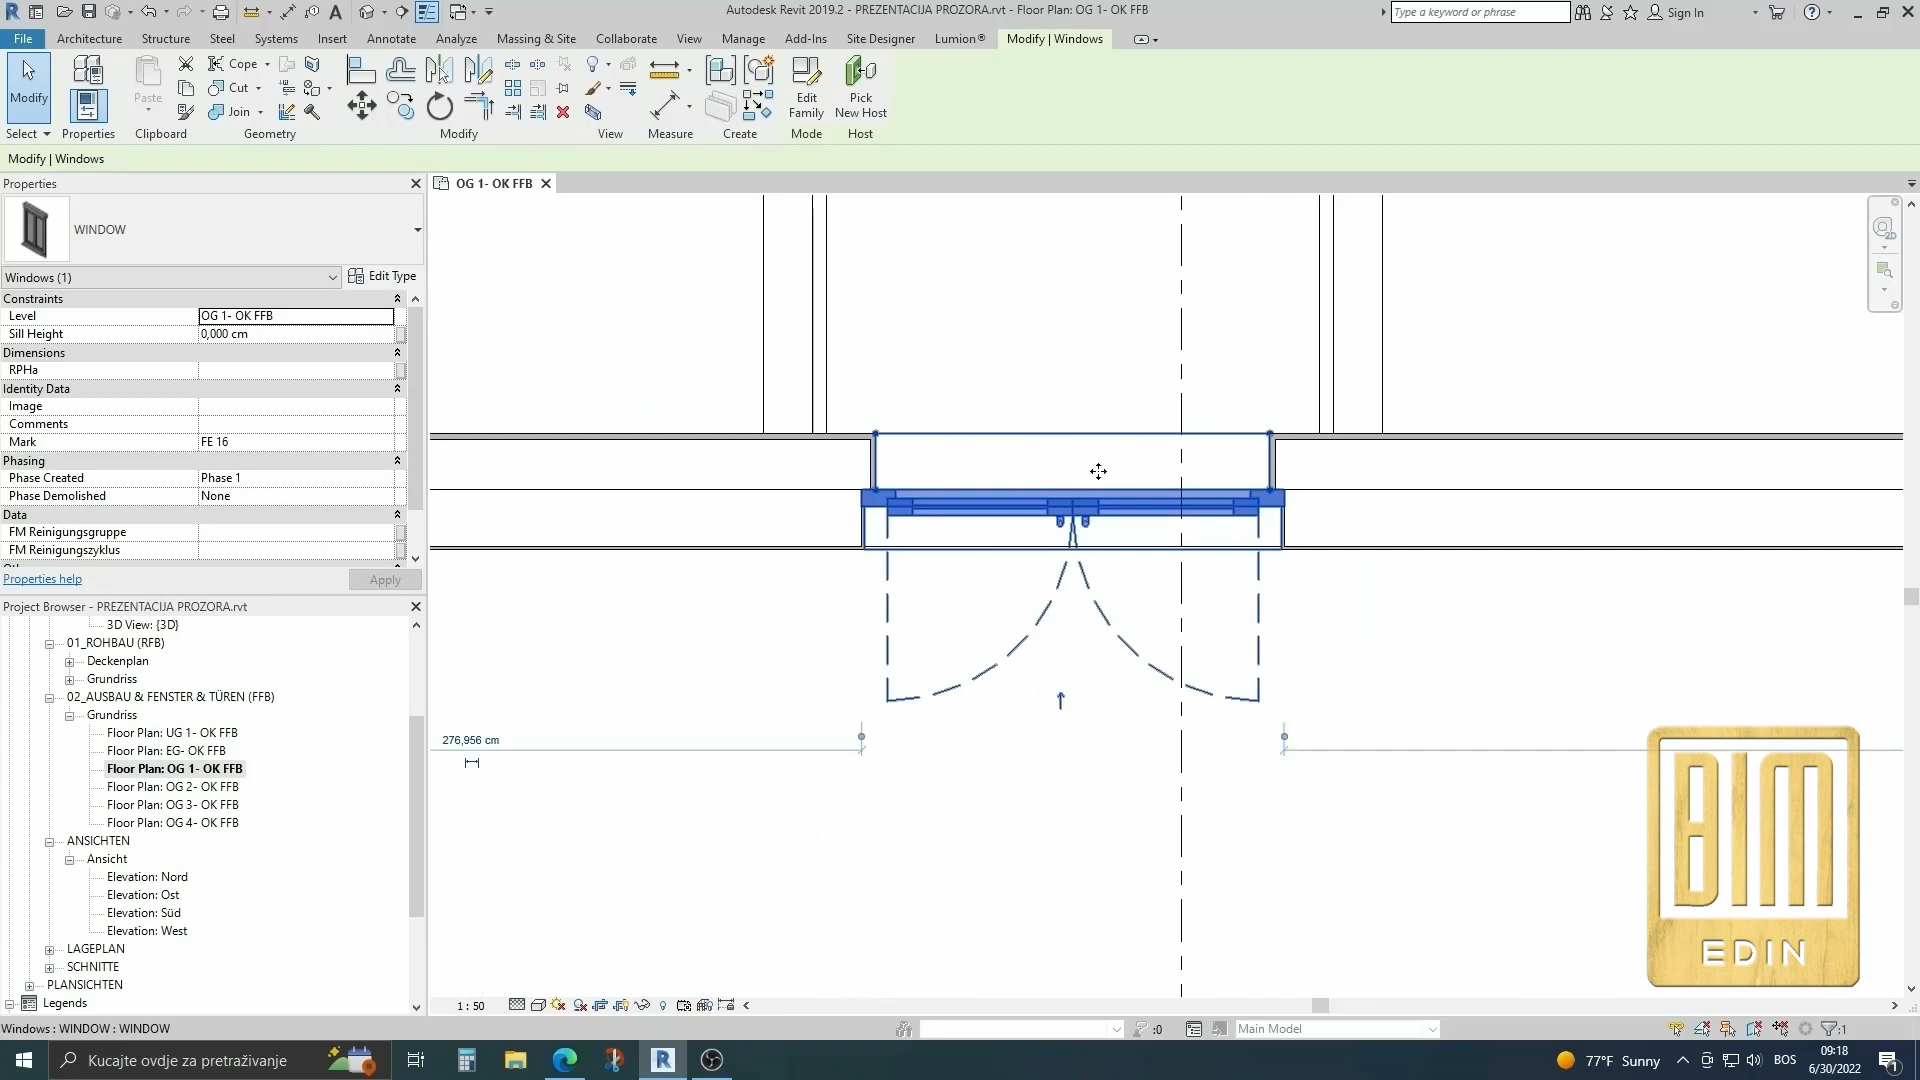 Autodesk Revit 2019.2 - PREZENTACIJA PROZORA.rvt - Floor Plan: OG 1- OK FFB
Type a keyword or phrase
Sign In
File Architecture Structure Steel Systems Insert Annotate Analyze Massing & Site Collaborate View Manage Add-Ins Site Designer Lumion® Modify | Windows
Cope
Cut
Join
Modify
Paste
Edit Family
Pick New Host
Select Properties Clipboard Geometry Modify View Measure Create Mode Host
Modify | Windows
Properties
OG 1- OK FFB
WINDOW
Windows (1)
Edit Type
Constraints
Level OG 1- OK FFB
Sill Height 0,000 cm
Dimensions
RPHa
Identity Data
Image
Comments
Mark FE 16
Phasing
Phase Created Phase 1
Phase Demolished None
Data
FM Reinigungsgruppe
FM Reinigungszyklus
Properties help
Apply
Project Browser - PREZENTACIJA PROZORA.rvt
3D View: {3D}
01_ROHBAU (RFB)
Deckenplan
Grundriss
02_AUSBAU & FENSTER & TÜREN (FFB)
Grundriss
Floor Plan: UG 1- OK FFB
Floor Plan: EG- OK FFB
Floor Plan: OG 1- OK FFB
Floor Plan: OG 2- OK FFB
Floor Plan: OG 3- OK FFB
Floor Plan: OG 4- OK FFB
ANSICHTEN
Ansicht
Elevation: Nord
Elevation: Ost
Elevation: Süd
Elevation: West
LAGEPLAN
SCHNITTE
PLANSICHTEN
Legends
276,956 cm
BIM
EDIN
1 : 50
Windows : WINDOW : WINDOW
:0
Main Model
:1
Kucajte ovdje za pretraživanje
77°F Sunny
BOS
09:18
6/30/2022
1